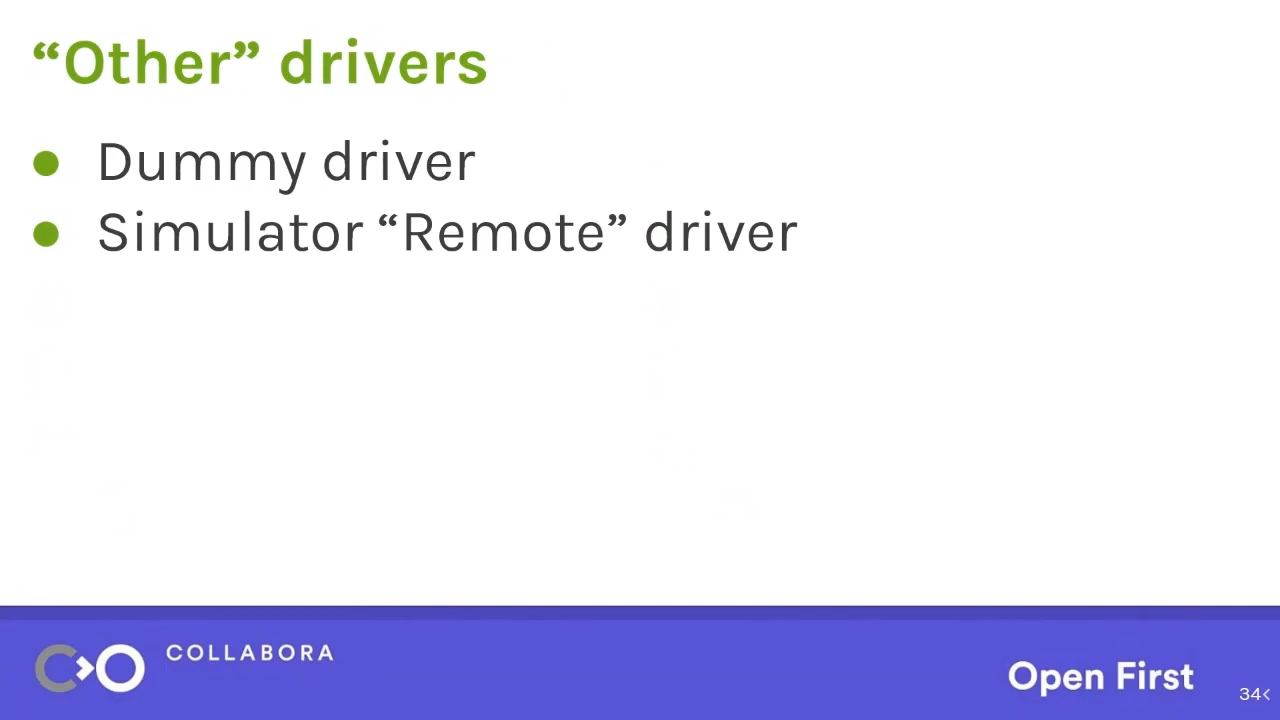 “Other” drivers
● Dummy driver
● Simulator “Remote” driver
COLLABORA
Open First
34